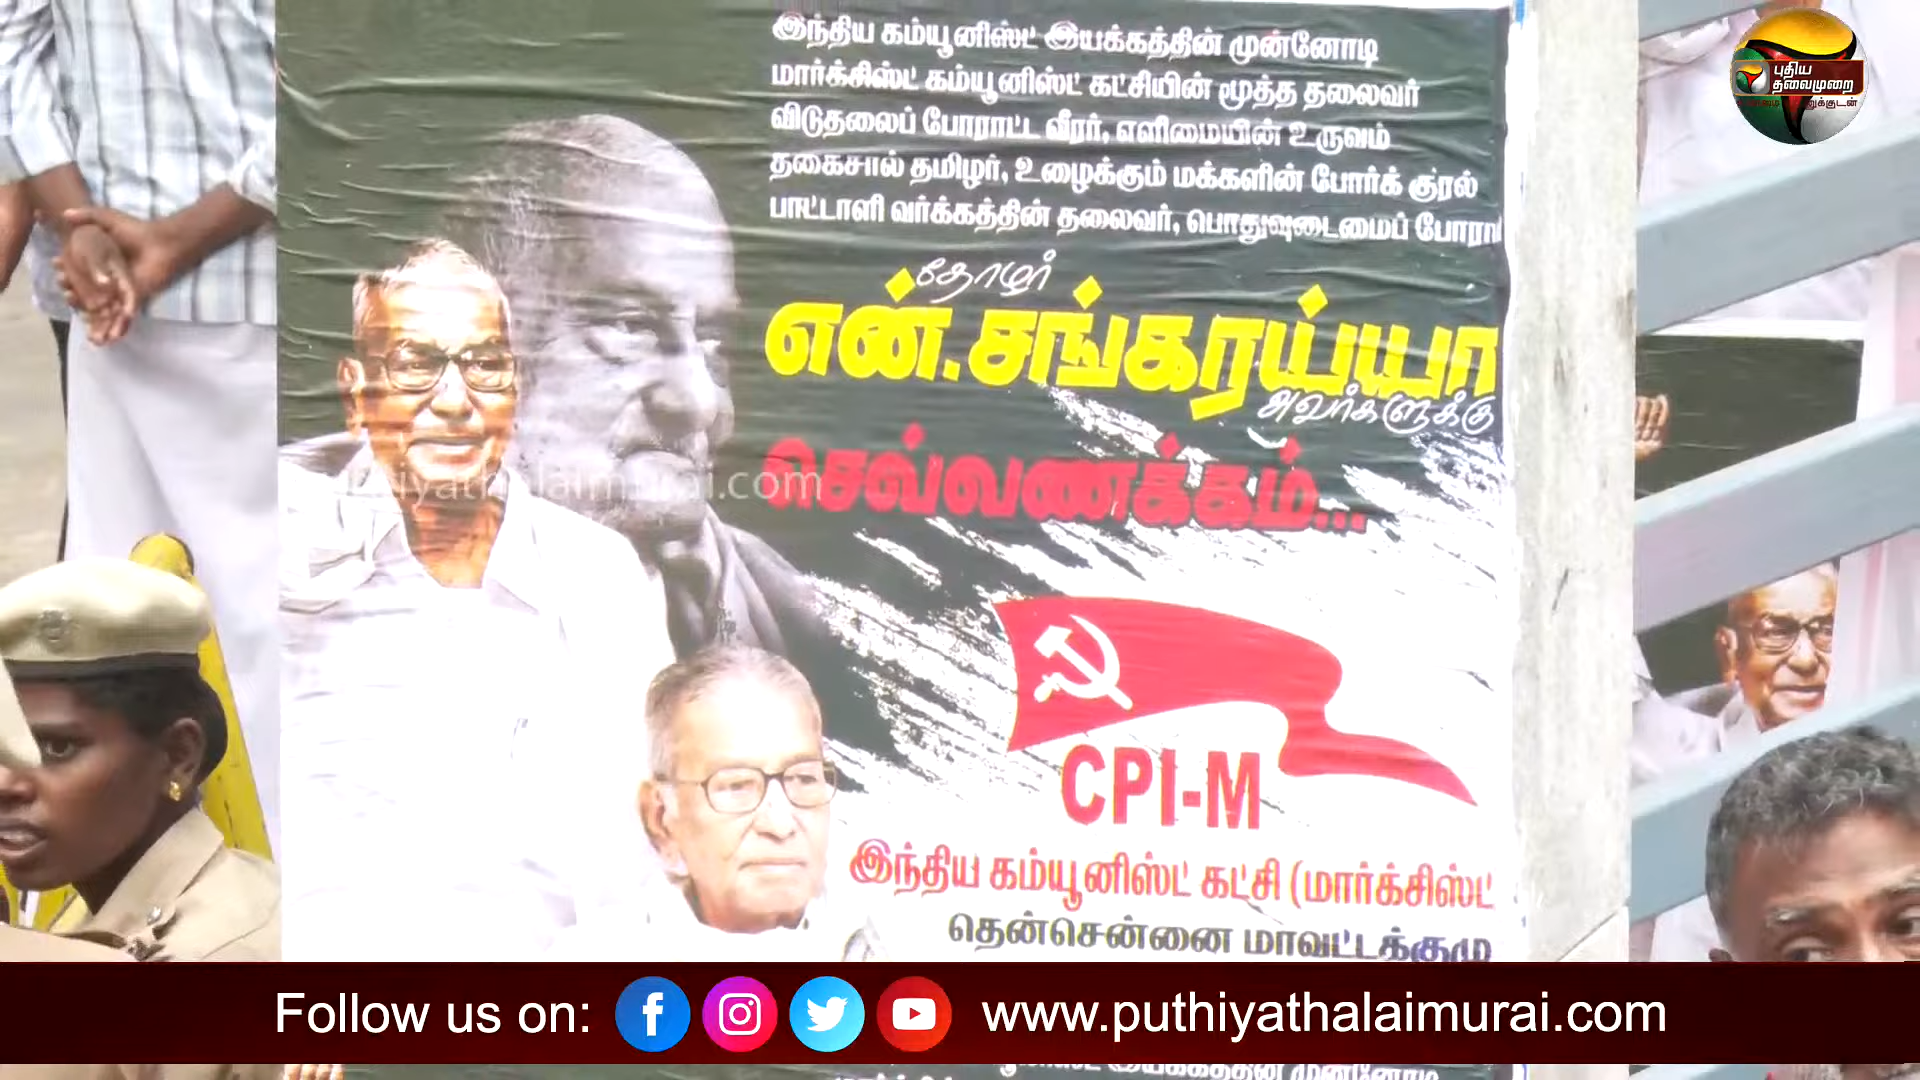 இந்திய கம்யூனிஸ்ட் இயக்கத்தின் முன்னோடி
மார்க்சிஸ்ட் கம்யூனிஸ்ட் கட்சியின் மூத்த தலைவர்
விடுதலைப் போராட்ட வீரர், எளிமையின் உருவம்
தகைசால் தமிழர், உழைக்கும் மக்களின் போர்க் குரல்
பாட்டாளி வர்க்கத்தின் தலைவர், பொதுவுடைமைப்
தோழர்
என்.சங்கரய்யா
அவர்களுக்கு
செவ்வணக்கம்...
CPI-M
இந்திய கம்யூனிஸ்ட் கட்சி (மார்க்சிஸ்ட்
தென்சென்னை மாவட்டக்குழு
புதிய
தலைமுறை
puthiyathalaimurai.com
Follow us on: www.puthiyathalaimurai.com